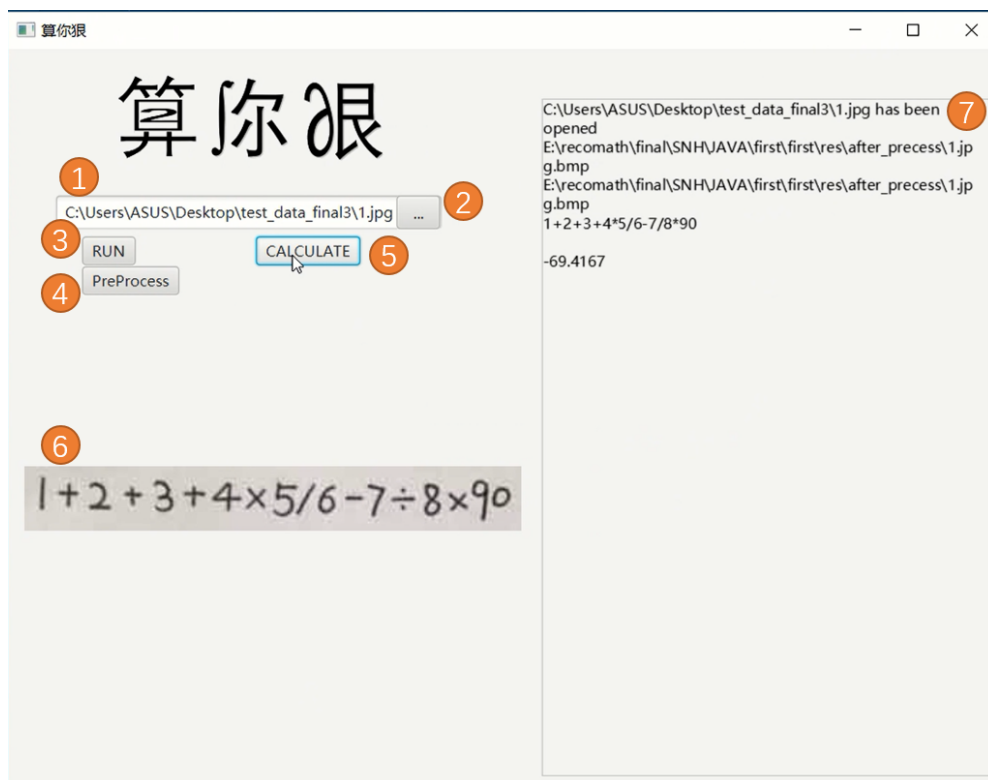 算你狠
算你狠
1
C:\Users\ASUS\Desktop\test_data_final3\1.jpg
...
2
3
RUN
CALCULATE
5
4
PreProcess
6
1+2+3+4×5/6-7÷8×90
7
C:\Users\ASUS\Desktop\test_data_final3\1.jpg has been
opened
E:\recomath\final\SNH\JAVA\first\first\res\after_precess\1.jp
g.bmp
E:\recomath\final\SNH\JAVA\first\first\res\after_precess\1.jp
g.bmp
1+2+3+4*5/6-7/8*90
-69.4167